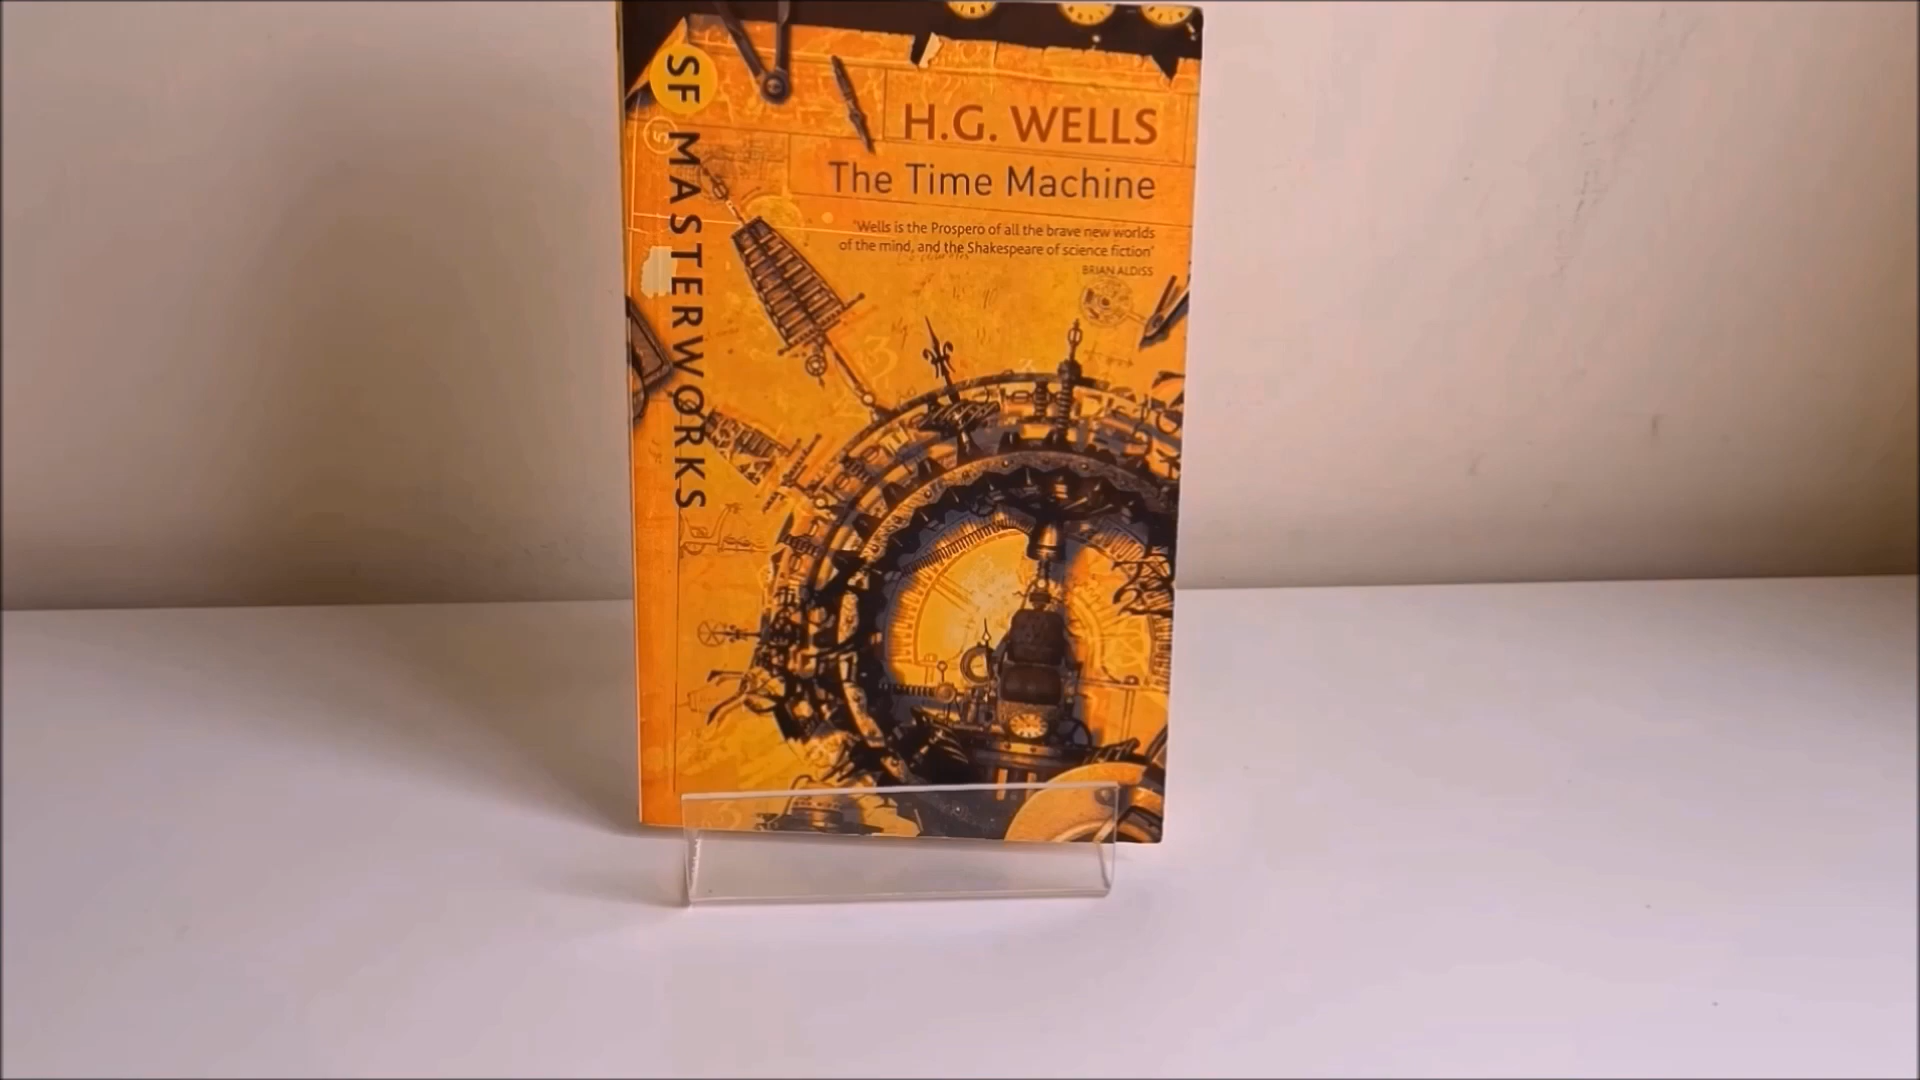 SF MASTERWORKS
H.G. WELLS
The Time Machine
"Wells is the Prospero of all the brave new worlds
of the mind, and the Shakespeare of science fiction"
BRIAN ALDISS